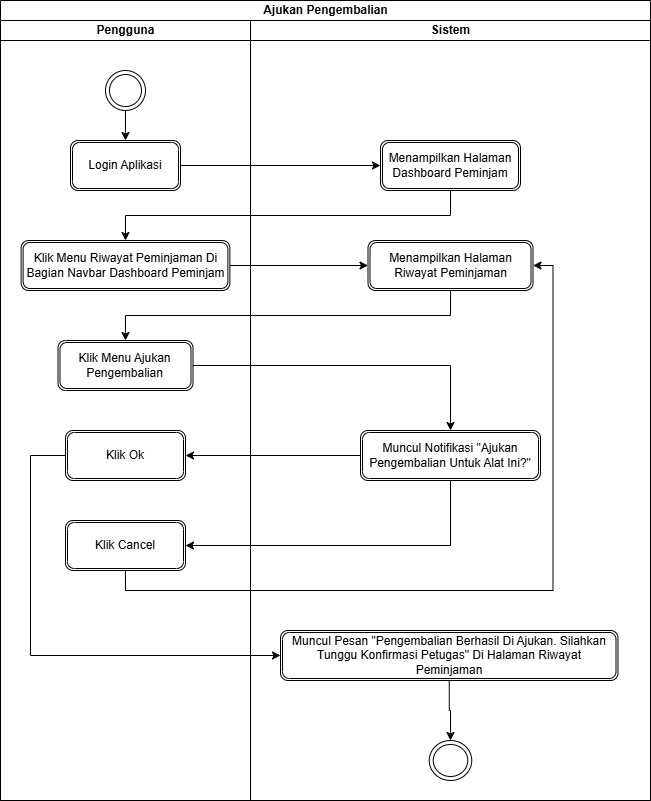 Ajukan Pengembalian
Pengguna
Sistem
Login Aplikasi
Menampilkan Halaman
Dashboard Peminjam
Klik Menu Riwayat Peminjaman Di
Bagian Navbar Dashboard Peminjam
Menampilkan Halaman
Riwayat Peminjaman
Klik Menu Ajukan
Pengembalian
Muncul Notifikasi "Ajukan
Pengembalian Untuk Alat Ini?"
Klik Ok
Klik Cancel
Muncul Pesan "Pengembalian Berhasil Di Ajukan. Silahkan
Tunggu Konfirmasi Petugas" Di Halaman Riwayat
Peminjaman